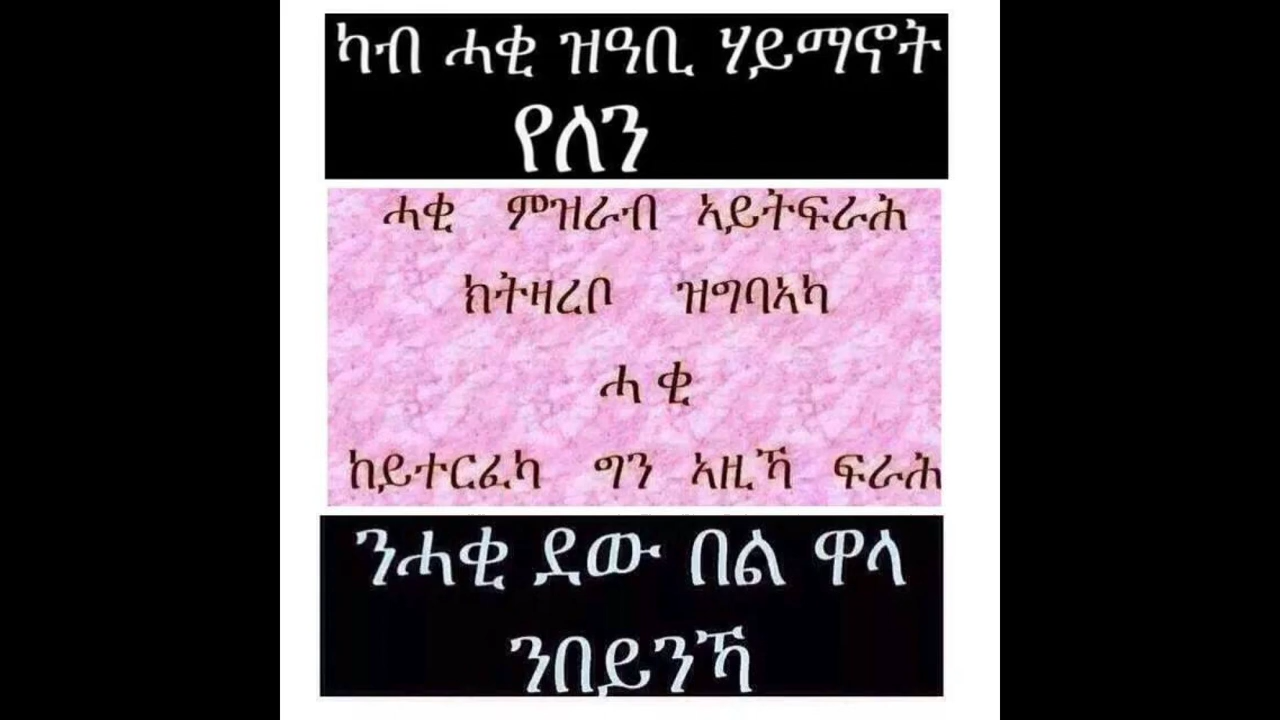 ካብ ሓቂ ዝዓቢ ሃይማኖት
የለን
ሓቂ ምዝራብ ኣይትፍራሕ
ክትዛረቦ ዝግባኣካ
ሓ ቂ
ከይተርፈካ ግን ኣዚኻ ፍራሕ
ንሓቂ ደው በል ዋላ
ንበይንኻ